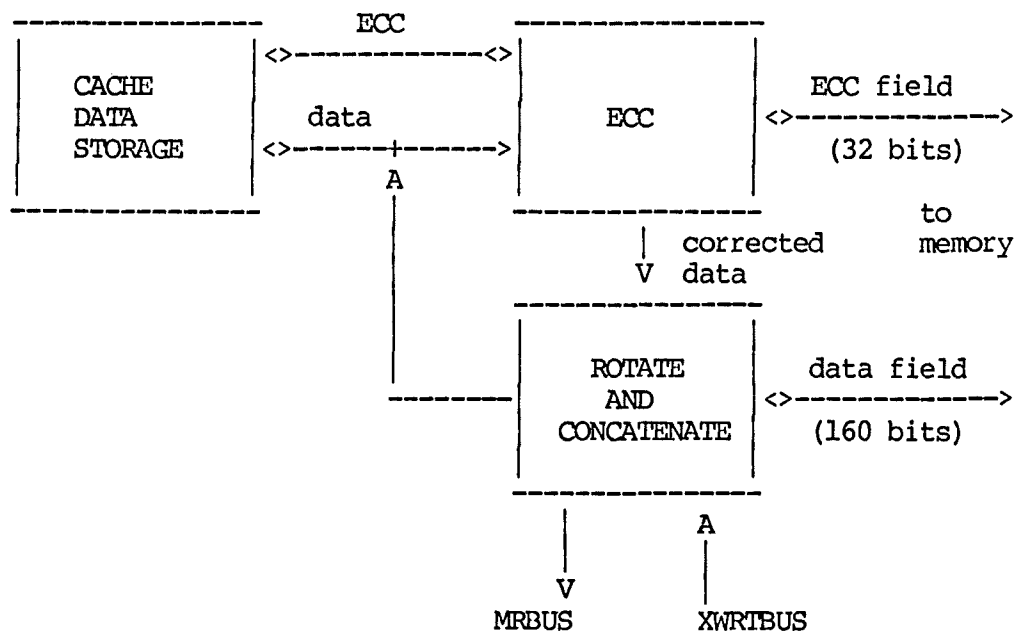 ECC
CACHE
DATA
STORAGE
data
ECC
ECC field
(32 bits)
to
memory
corrected
data
ROTATE
AND
CONCATENATE
data field
(160 bits)
A
V
A
V
MRBUS
XWRTBUS